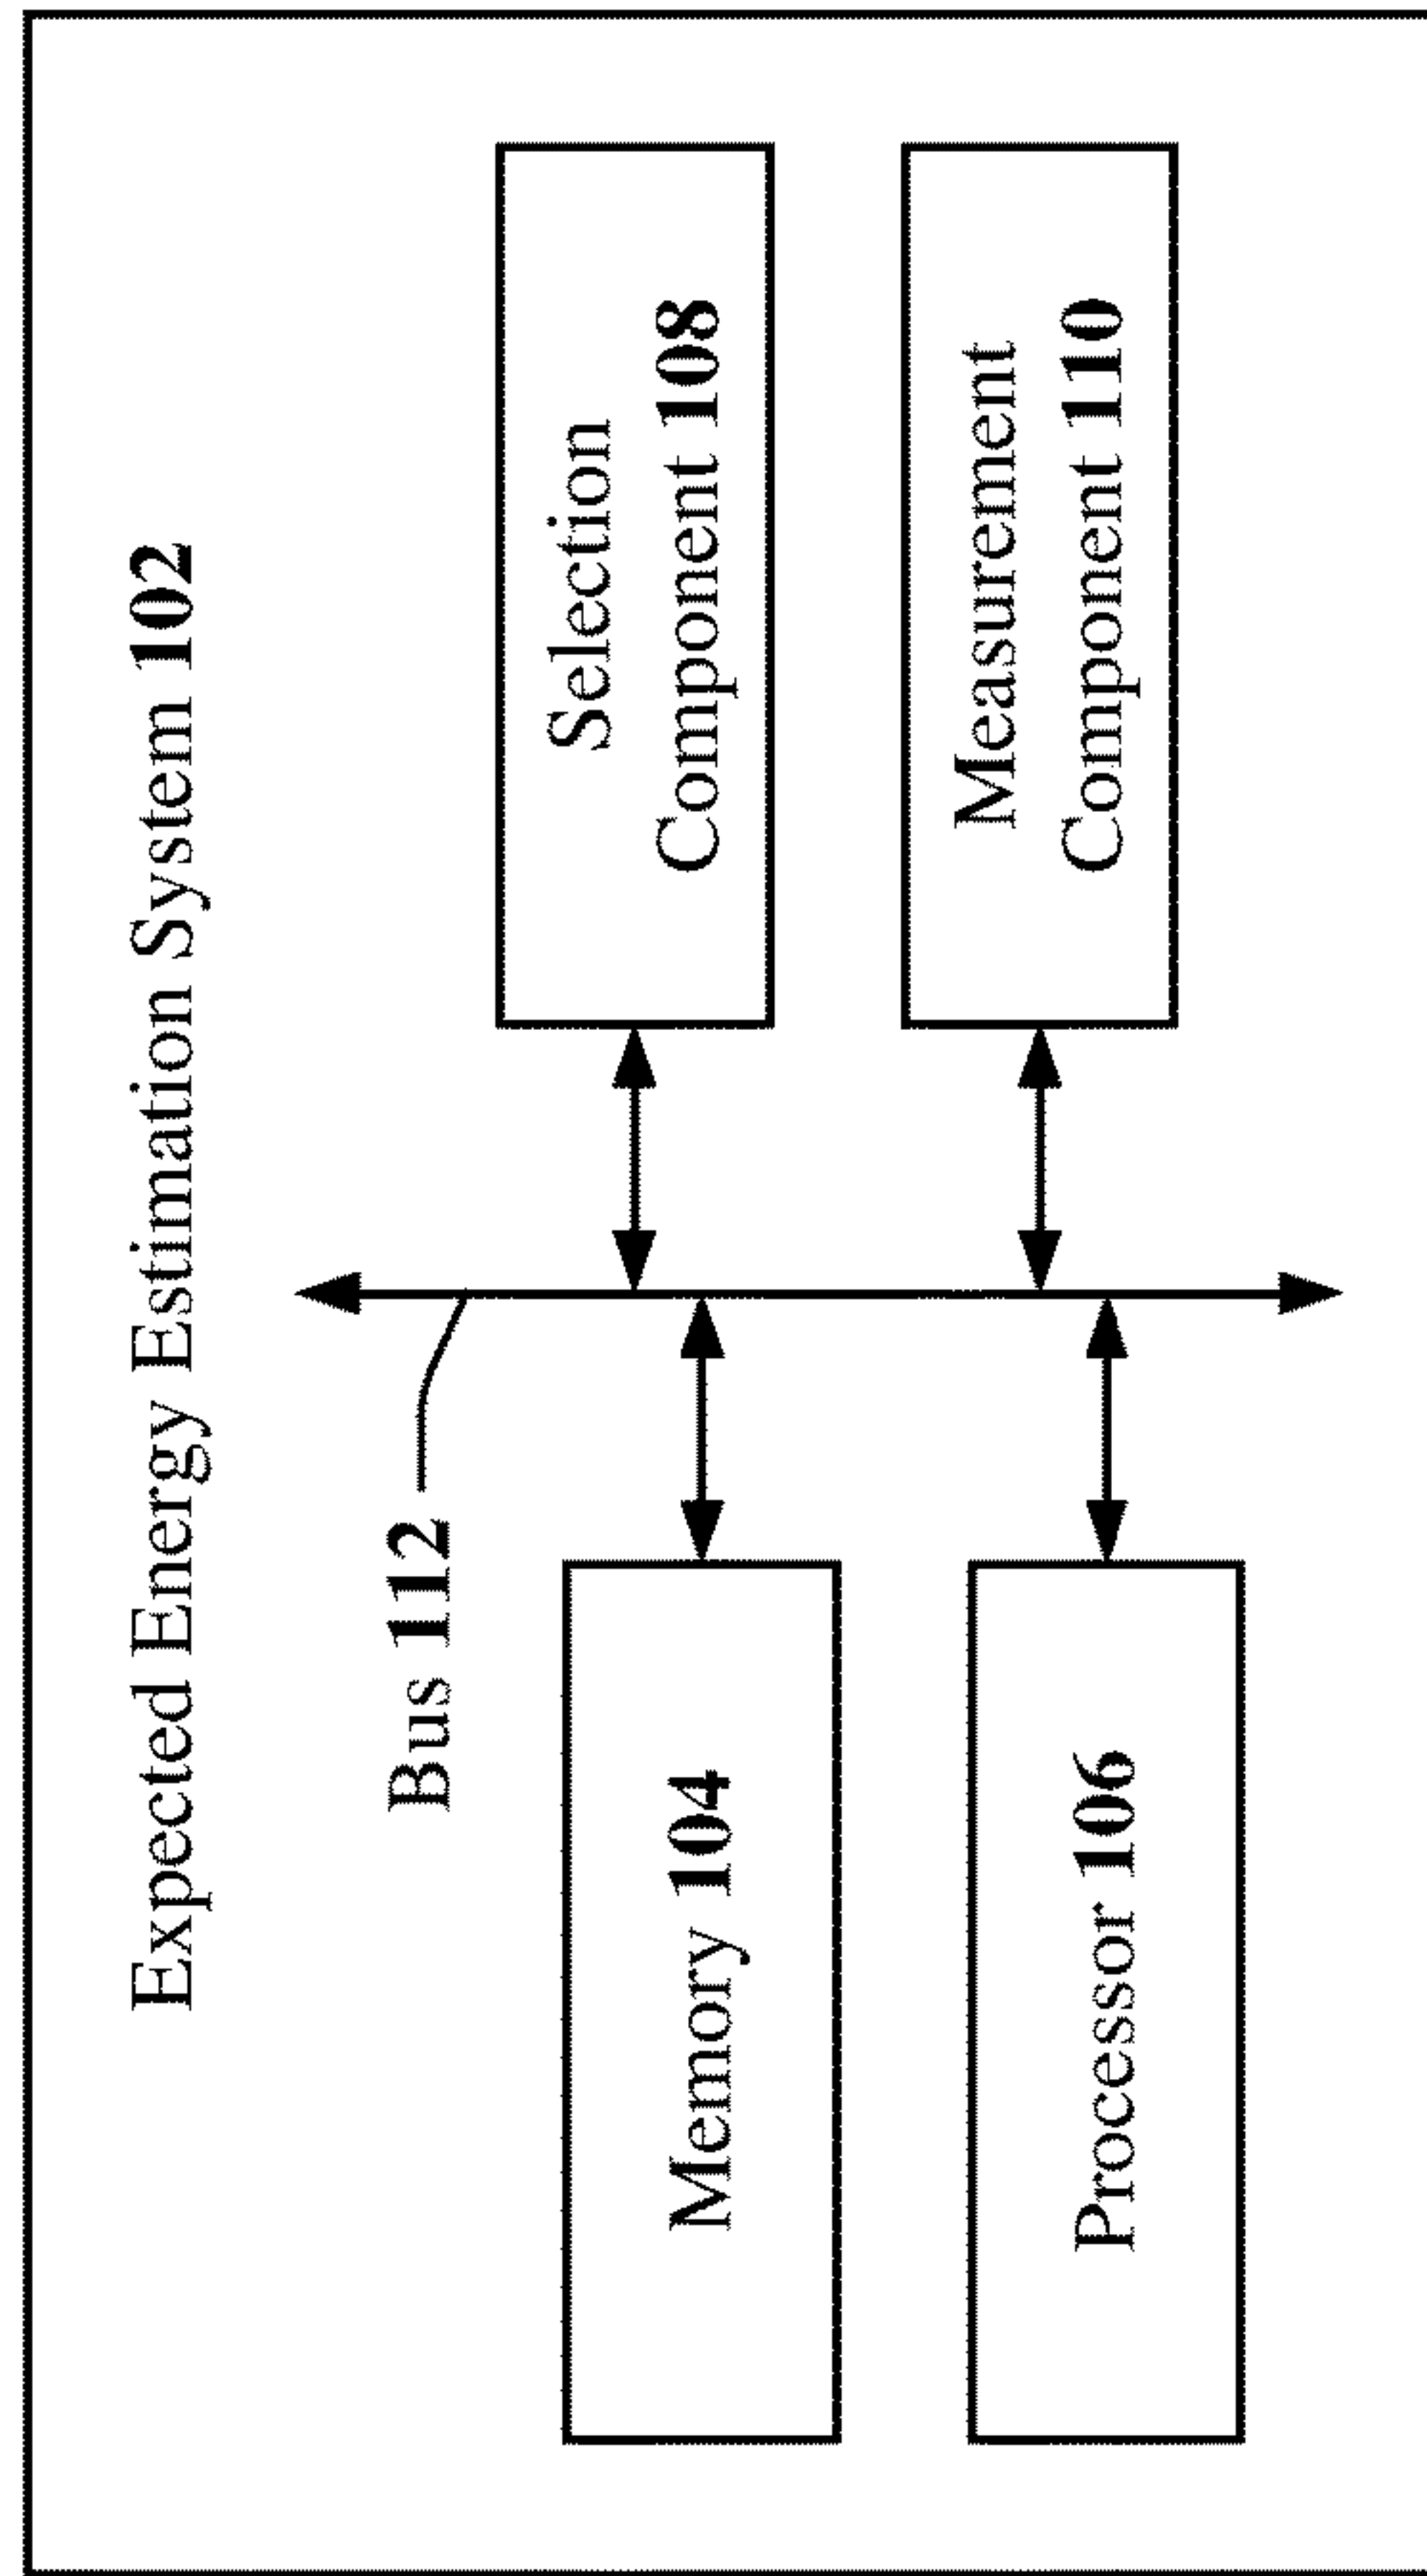 Expected Energy Estimation System 102
Bus 112
Memory 104
Processor 106
Selection
Component 108
Measurement
Component 110